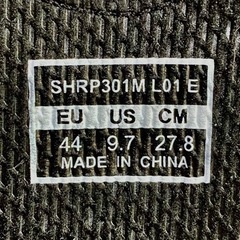 SHRP301M L01 E
EU US CM
44 9.7 27.8
MADE IN CHINA